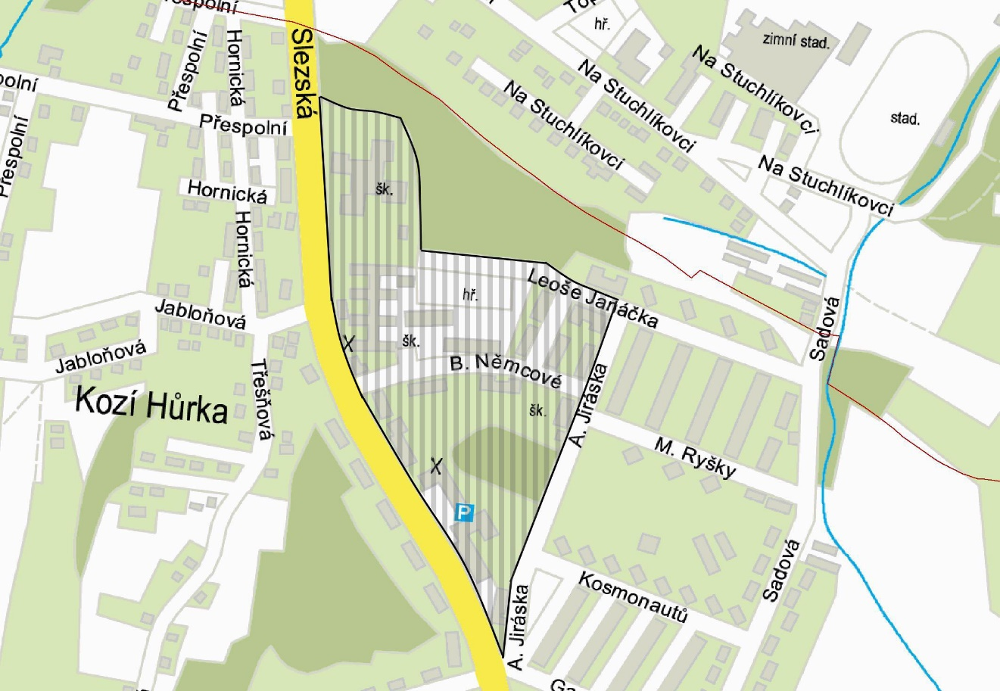 Slezská
Hornická
Přespolní
hř.
zimní stad.
Na Stuchlíkovci
Na Stuchlíkovci
Na Stuchlíkovci
stad.
Přespolní
Přespolní
Na Stuchlíkovci
Hornická
šk.
Hornická
Leoše Janáčka
hř.
Jabloňová
Jabloňová
X
šk.
Sadová
B. Němcové
Třešňová
Kozí Hůrka
šk.
A. Jiráska
M. Ryšky
X
P
Sadová
Kosmonautů
A. Jiráska